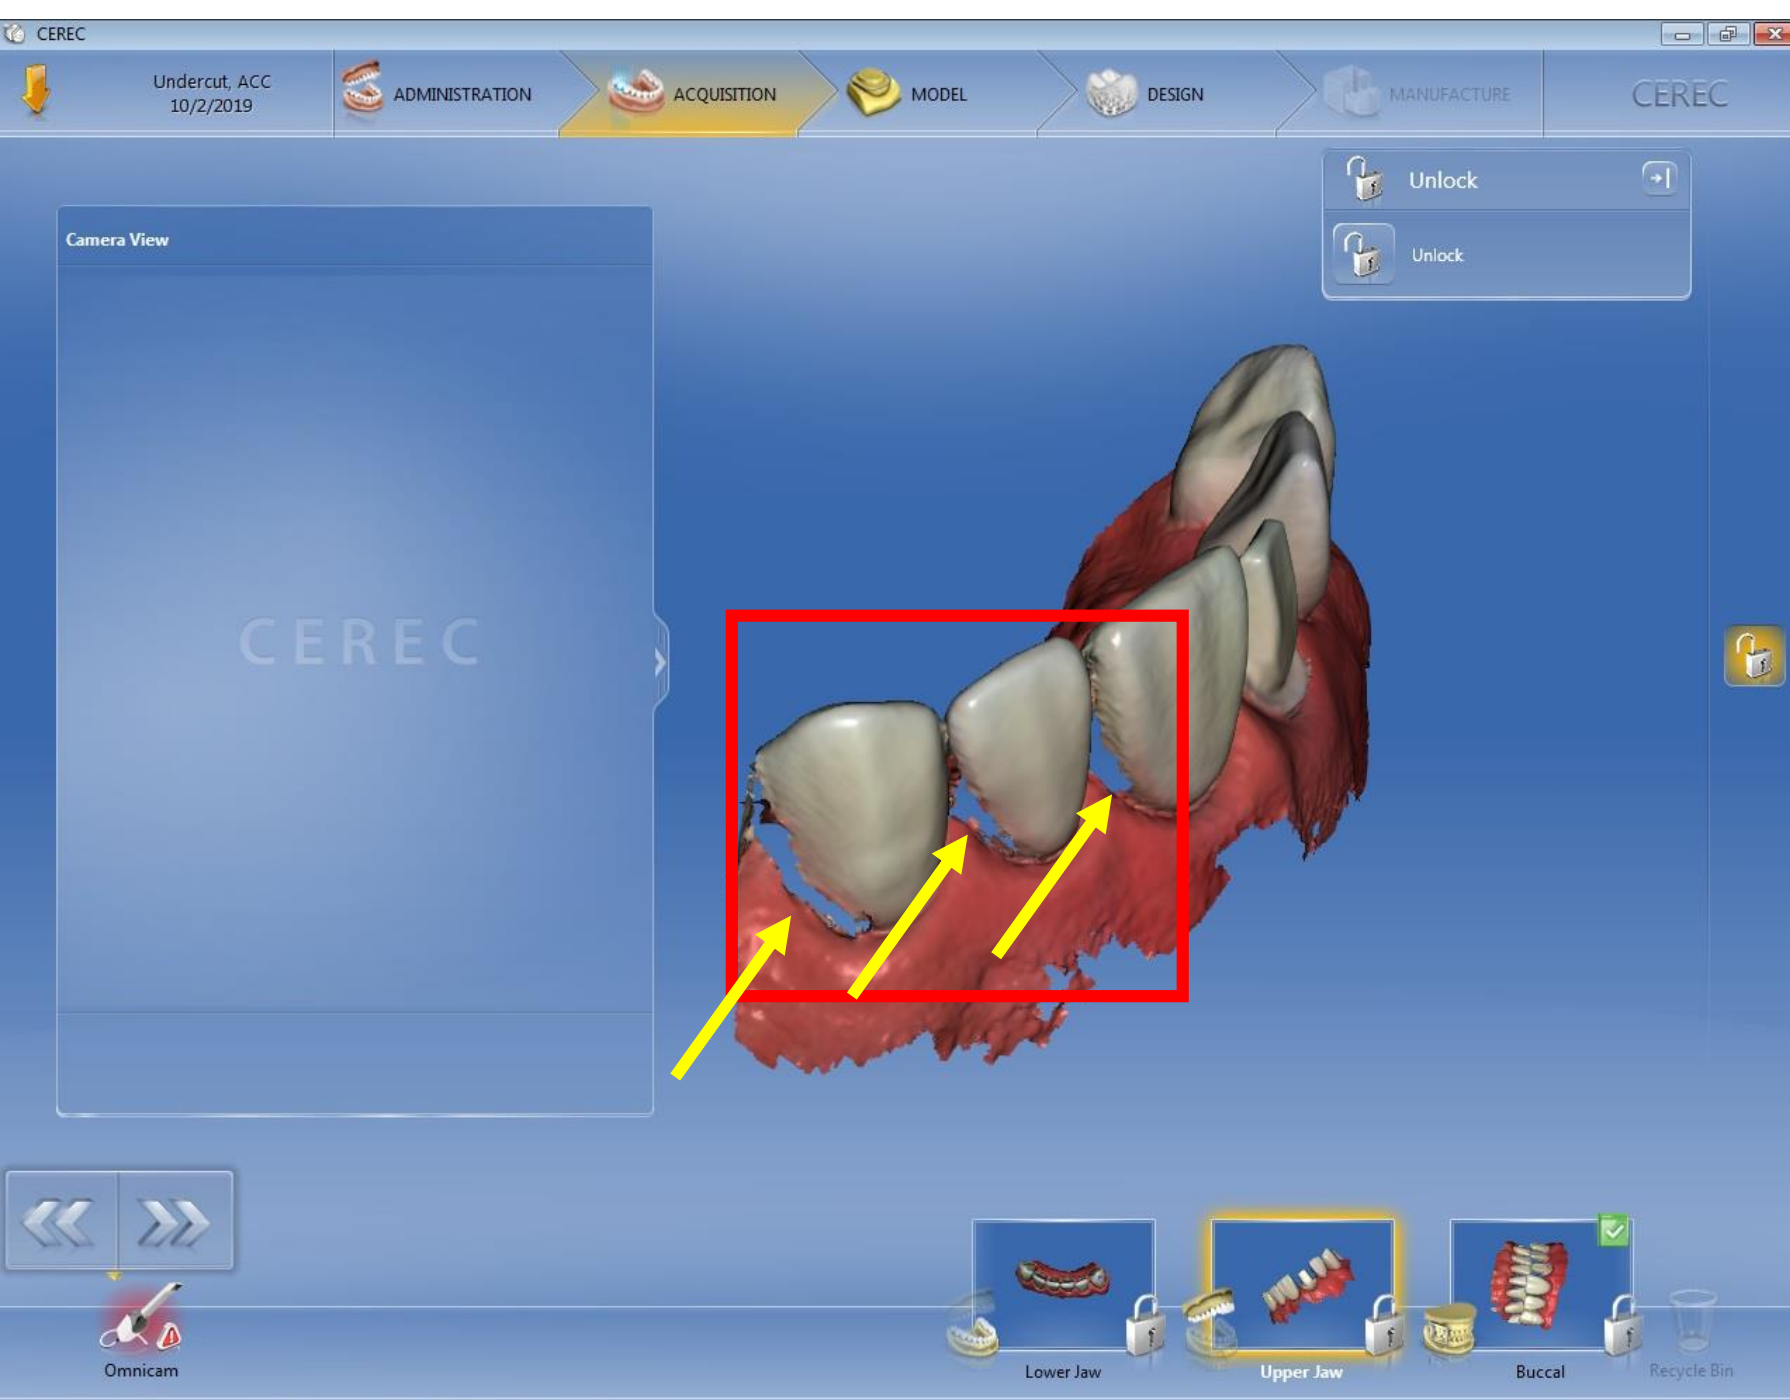 CEREC
Undercut, ACC
10/2/2019
ADMINISTRATION
ACQUISITION
MODEL
DESIGN
MANUFACTURE
CEREC
Unlock
Unlock
Camera View
CEREC
Omnicam
Lower Jaw
Upper Jaw
Buccal
Recycle Bin